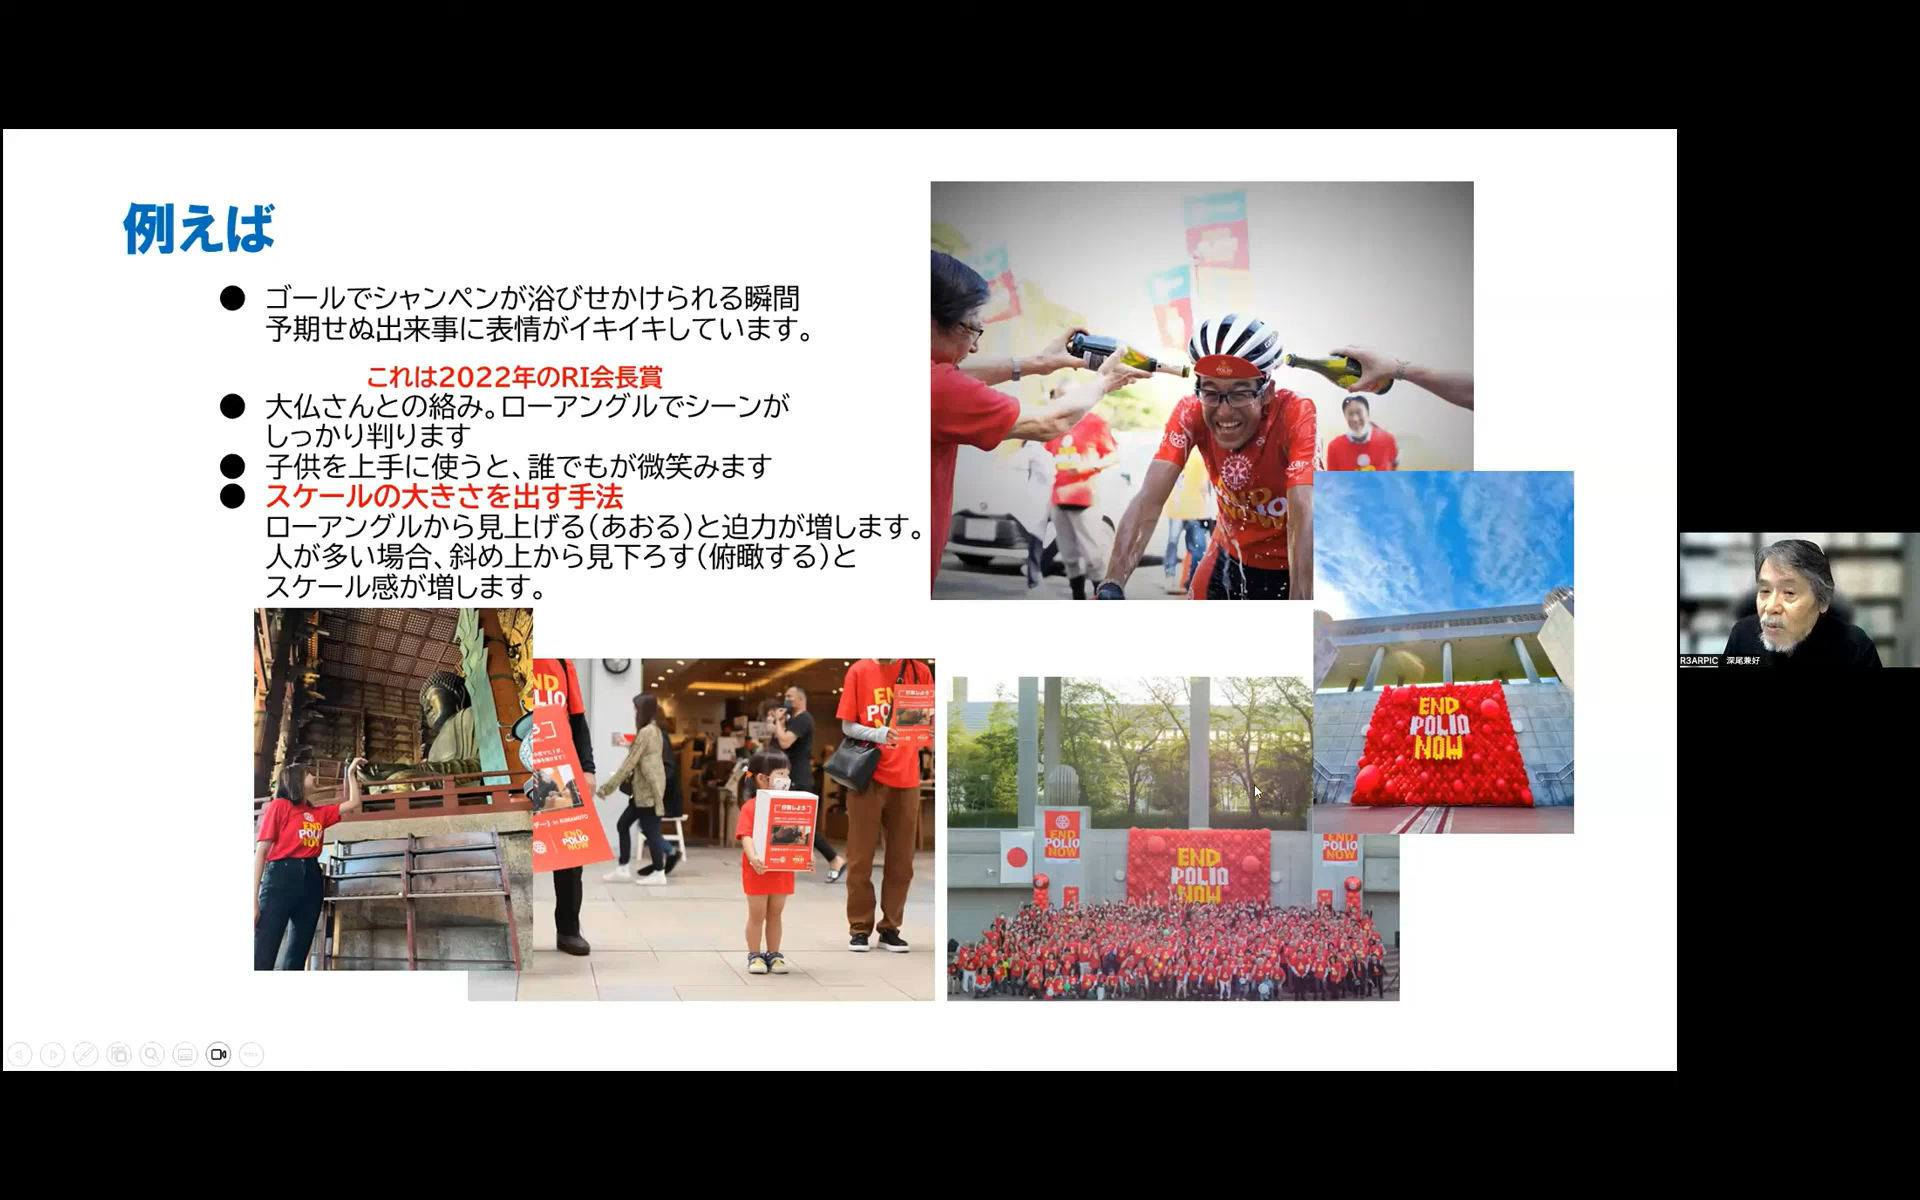 例えば
● ゴールでシャンペンが浴びせかけられる瞬間
予期せぬ出来事に表情がイキイキしています。
これは2022年のRI会長賞
● 大仏さんとの絡み。ローアングルでシーンが
しっかり判ります
● 子供を上手に使うと、誰でもが微笑みます
● スケールの大きさを出す手法
ローアングルから見上げる(あおる)と迫力が増します。
人が多い場合、斜め上から見下ろす(俯瞰する)と
スケール感が増します。
END
POLIO
NOW
END
POLIO
NOW
END
POLIO
NOW
END
POLIO
NOW
END
POLIO
NOW
END
POLIO
NOW
R3ARPIC 深尾兼好